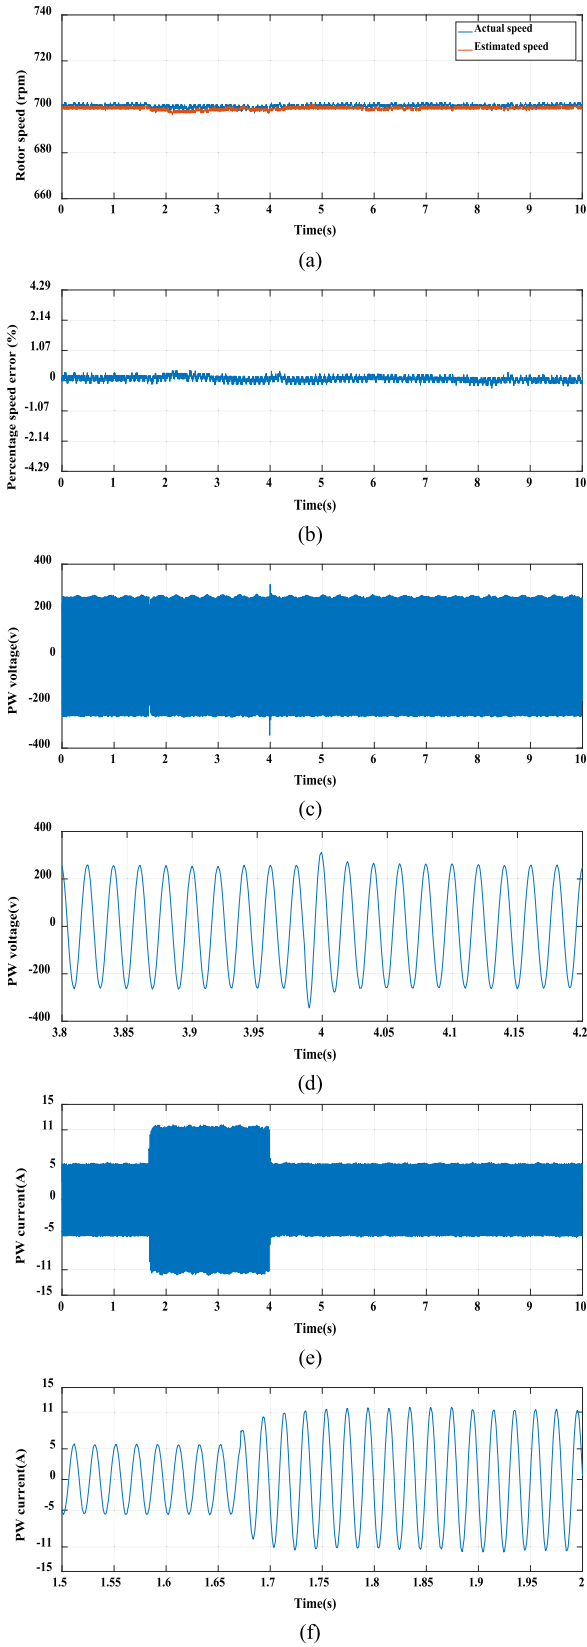 740
720
700
680
660
Rotor speed (rpm)
Actual speed
Estimated speed
0 1 2 3 4 5 6 7 8 9 10
Time(s)
(a)
4.29
2.14
1.07
0
-1.07
-2.14
-4.29
Percentage speed error (%)
0 1 2 3 4 5 6 7 8 9 10
Time(s)
(b)
400
200
0
-200
-400
PW voltage(v)
0 1 2 3 4 5 6 7 8 9 10
Time(s)
(c)
400
200
0
-200
-400
PW voltage(v)
3.8 3.85 3.9 3.95 4 4.05 4.1 4.15 4.2
Time(s)
(d)
15
11
5
0
-5
-11
-15
PW current(A)
0 1 2 3 4 5 6 7 8 9 10
Time(s)
(e)
15
11
5
0
-5
-11
-15
PW current(A)
1.5 1.55 1.6 1.65 1.7 1.75 1.8 1.85 1.9 1.95 2
Time(s)
(f)